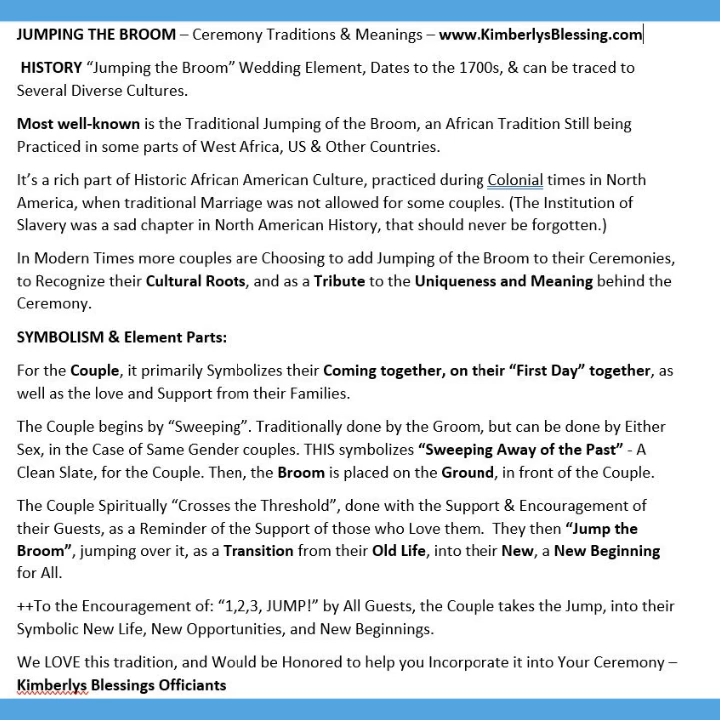 JUMPING THE BROOM – Ceremony Traditions & Meanings – www.KimberlysBlessing.com
HISTORY “Jumping the Broom” Wedding Element, Dates to the 1700s, & can be traced to
Several Diverse Cultures.
Most well-known is the Traditional Jumping of the Broom, an African Tradition Still being
Practiced in some parts of West Africa, US & Other Countries.
It’s a rich part of Historic African American Culture, practiced during Colonial times in North
America, when traditional Marriage was not allowed for some couples. (The Institution of
Slavery was a sad chapter in North American History, that should never be forgotten.)
In Modern Times more couples are Choosing to add Jumping of the Broom to their Ceremonies,
to Recognize their Cultural Roots, and as a Tribute to the Uniqueness and Meaning behind the
Ceremony.
SYMBOLISM & Element Parts:
For the Couple, it primarily Symbolizes their Coming together, on their “First Day” together, as
well as the love and Support from their Families.
The Couple begins by “Sweeping”. Traditionally done by the Groom, but can be done by Either
Sex, in the Case of Same Gender couples. THIS symbolizes “Sweeping Away of the Past” - A
Clean Slate, for the Couple. Then, the Broom is placed on the Ground, in front of the Couple.
The Couple Spiritually “Crosses the Threshold”, done with the Support & Encouragement of
their Guests, as a Reminder of the Support of those who Love them. They then “Jump the
Broom”, jumping over it, as a Transition from their Old Life, into their New, a New Beginning
for All.
++To the Encouragement of: “1,2,3, JUMP!” by All Guests, the Couple takes the Jump, into their
Symbolic New Life, New Opportunities, and New Beginnings.
We LOVE this tradition, and Would be Honored to help you Incorporate it into Your Ceremony –
Kimberlys Blessings Officiants